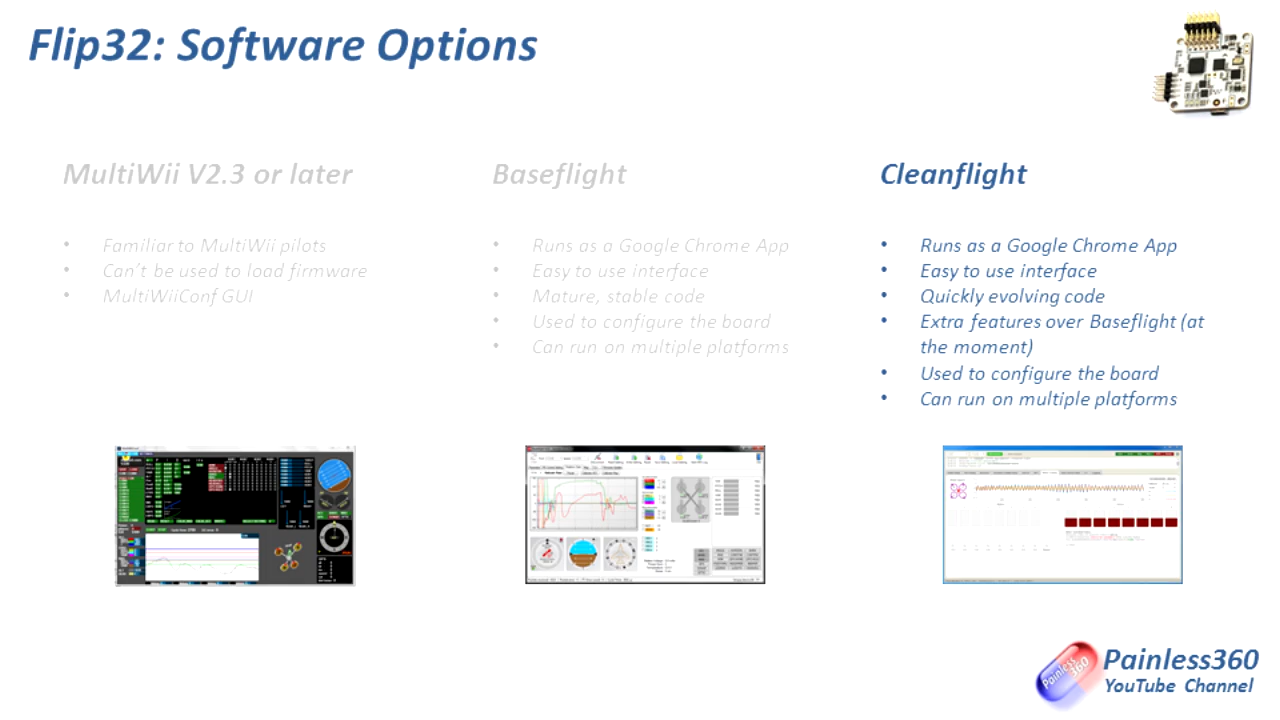 Flip32: Software Options
MultiWii V2.3 or later
• Familiar to MultiWii pilots
• Can't be used to load firmware
• MultiWiiConf GUI
Baseflight
• Runs as a Google Chrome App
• Easy to use interface
• Mature, stable code
• Used to configure the board
• Can run on multiple platforms
Cleanflight
• Runs as a Google Chrome App
• Easy to use interface
• Quickly evolving code
• Extra features over Baseflight (at
the moment)
• Used to configure the board
• Can run on multiple platforms
Painless
360
Painless360
YouTube Channel